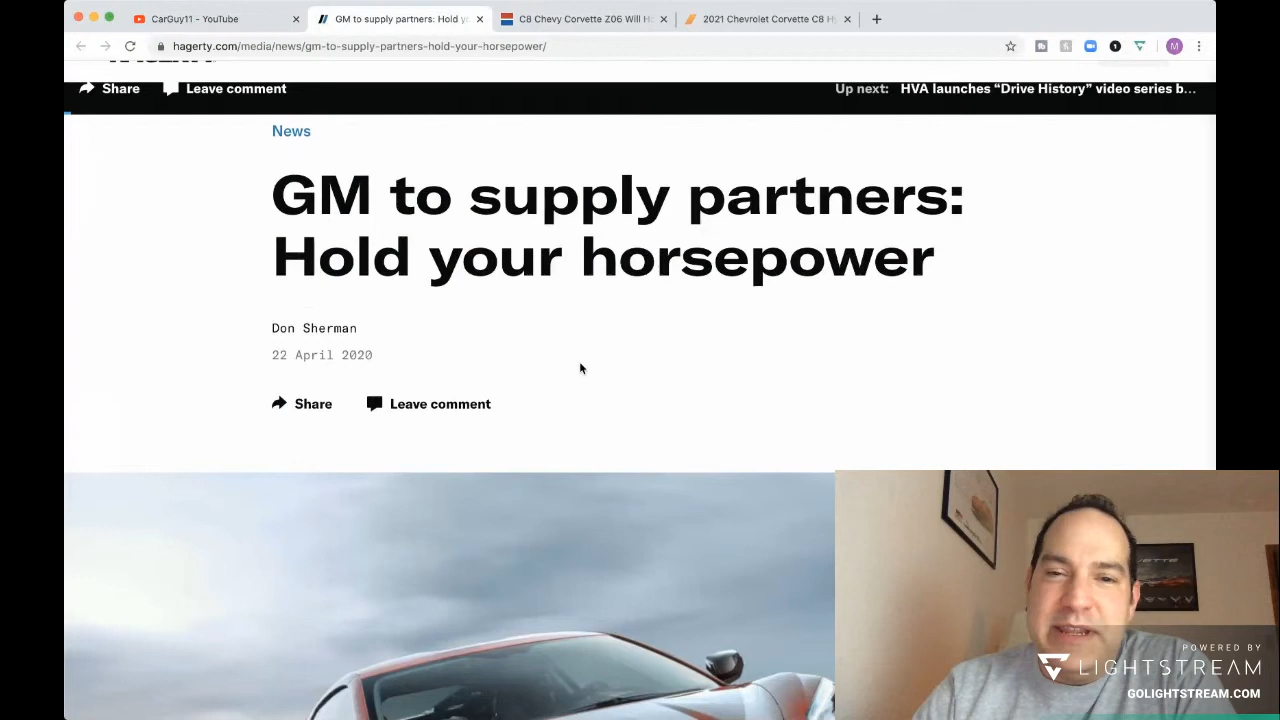 CarGuy11 - YouTube
GM to supply partners: Hold yo
C8 Chevy Corvette Z06 Will H
2021 Chevrolet Corvette C8 H
hagerty.com/media/news/gm-to-supply-partners-hold-your-horsepower/
Share
Leave comment
Up next: HVA launches “Drive History” video series b...
News
GM to supply partners:
Hold your horsepower
Don Sherman
22 April 2020
Share
Leave comment
POWERED BY
LIGHTSTREAM
GOLIGHTSTREAM.COM